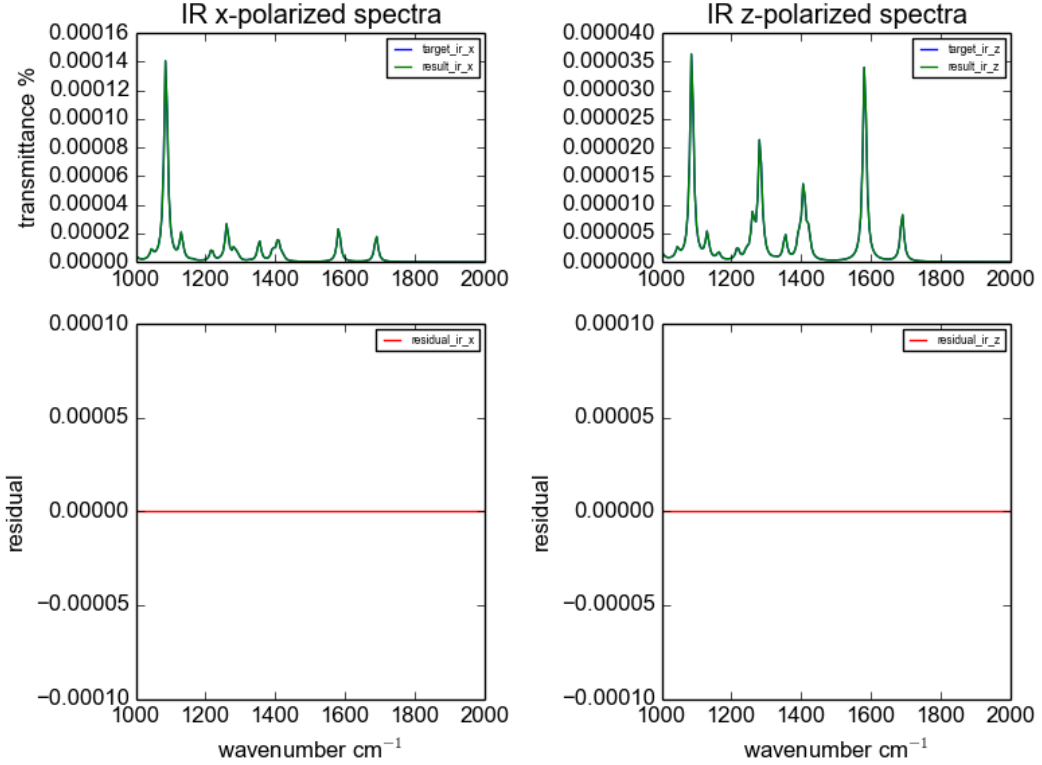 IR x-polarized spectra
0.00016
0.00014
0.00012
0.00010
0.00008
0.00006
0.00004
0.00002
0.00000
transmittance %
target_ir_x
result_ir_x
1000 1200 1400 1600 1800 2000
IR z-polarized spectra
0.000040
0.000035
0.000030
0.000025
0.000020
0.000015
0.000010
0.000005
0.000000
target_ir_z
result_ir_z
1000 1200 1400 1600 1800 2000
0.00010
0.00005
0.00000
−0.00005
−0.00010
residual
residual_ir_x
1000 1200 1400 1600 1800 2000
wavenumber cm⁻¹
0.00010
0.00005
0.00000
−0.00005
−0.00010
residual
residual_ir_z
1000 1200 1400 1600 1800 2000
wavenumber cm⁻¹